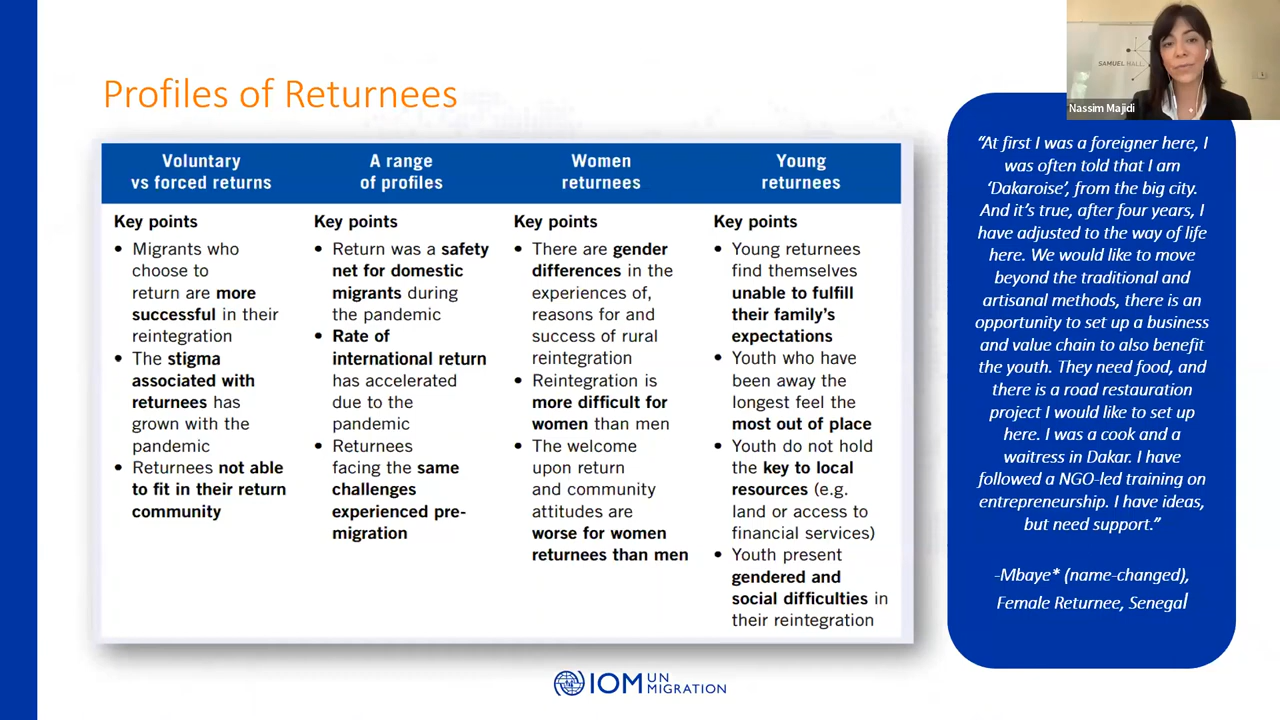 SAMUEL HALL
Nassim Majidi
Profiles of Returnees
Voluntary
vs forced returns
Key points
• Migrants who
choose to
return are more
successful in their
reintegration
• The stigma
associated with
returnees has
grown with the
pandemic
• Returnees not able
to fit in their return
community
A range
of profiles
Key points
• Return was a safety
net for domestic
migrants during
the pandemic
• Rate of
international return
has accelerated
due to the
pandemic
• Returnees
facing the same
challenges
experienced pre-
migration
Women
returnees
Key points
• There are gender
differences in the
experiences of,
reasons for and
success of rural
reintegration
• Reintegration is
more difficult for
women than men
• The welcome
upon return
and community
attitudes are
worse for women
returnees than men
Young
returnees
Key points
• Young returnees
find themselves
unable to fulfill
their family's
expectations
• Youth who have
been away the
longest feel the
most out of place
• Youth do not hold
the key to local
resources (e.g.
land or access to
financial services)
• Youth present
gendered and
social difficulties in
their reintegration
“At first I was a foreigner here, I
was often told that I am
‘Dakaroise’, from the big city.
And it’s true, after four years, I
have adjusted to the way of life
here. We would like to move
beyond the traditional and
artisanal methods, there is an
opportunity to set up a business
and value chain to also benefit
the youth. They need food, and
there is a road restauration
project I would like to set up
here. I was a cook and a
waitress in Dakar. I have
followed a NGO-led training on
entrepreneurship. I have ideas,
but need support.”
-Mbaye* (name-changed),
Female Returnee, Senegal
IOM UN MIGRATION